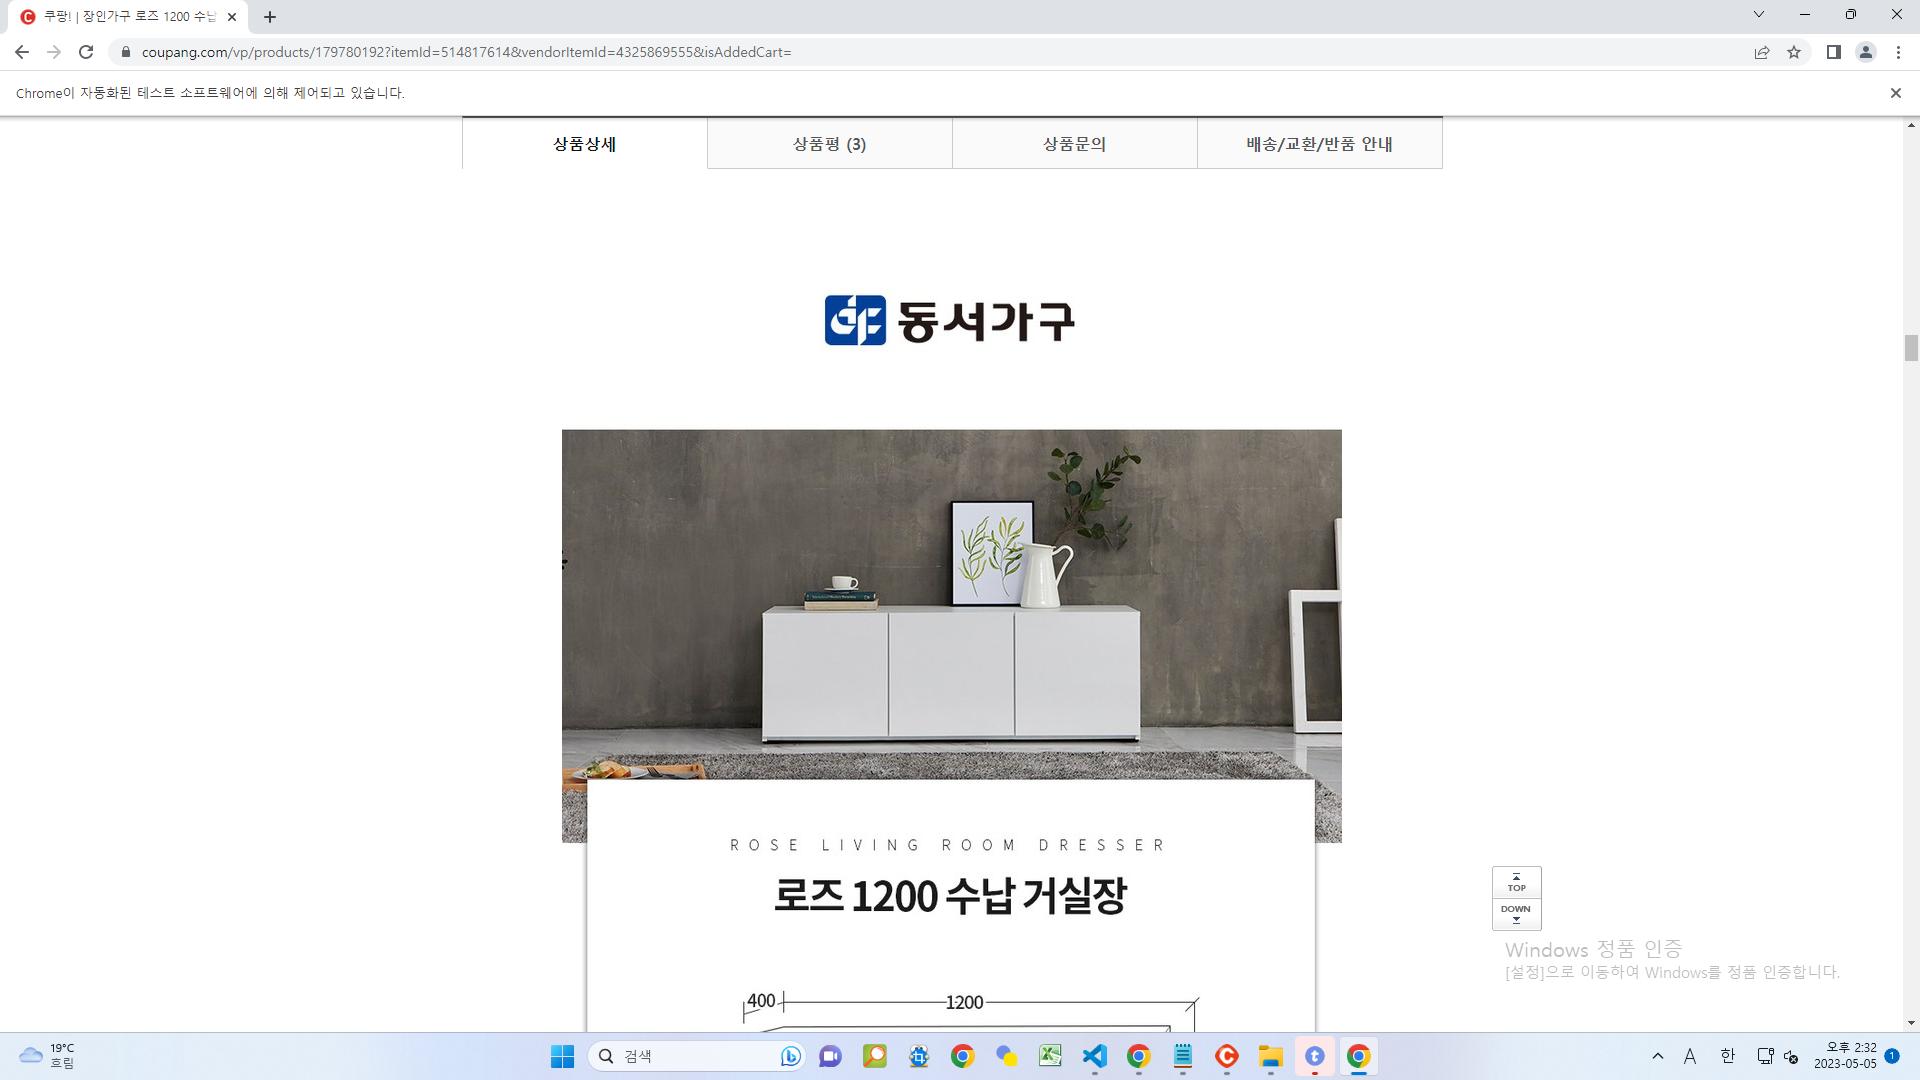 쿠팡! | 장인가구 로즈 1200 수납
coupang.com/vp/products/179780192?itemId=514817614&vendorItemId=4325869555&isAddedCart=
Chrome이 자동화된 테스트 소프트웨어에 의해 제어되고 있습니다.
상품상세
상품평 (3)
상품문의
배송/교환/반품 안내
동서가구
ROSE LIVING ROOM DRESSER
로즈 1200 수납 거실장
400
1200
TOP
DOWN
Windows 정품 인증
[설정]으로 이동하여 Windows를 정품 인증합니다.
19°C
흐림
검색
A
한
오후 2:32
2023-05-05
1